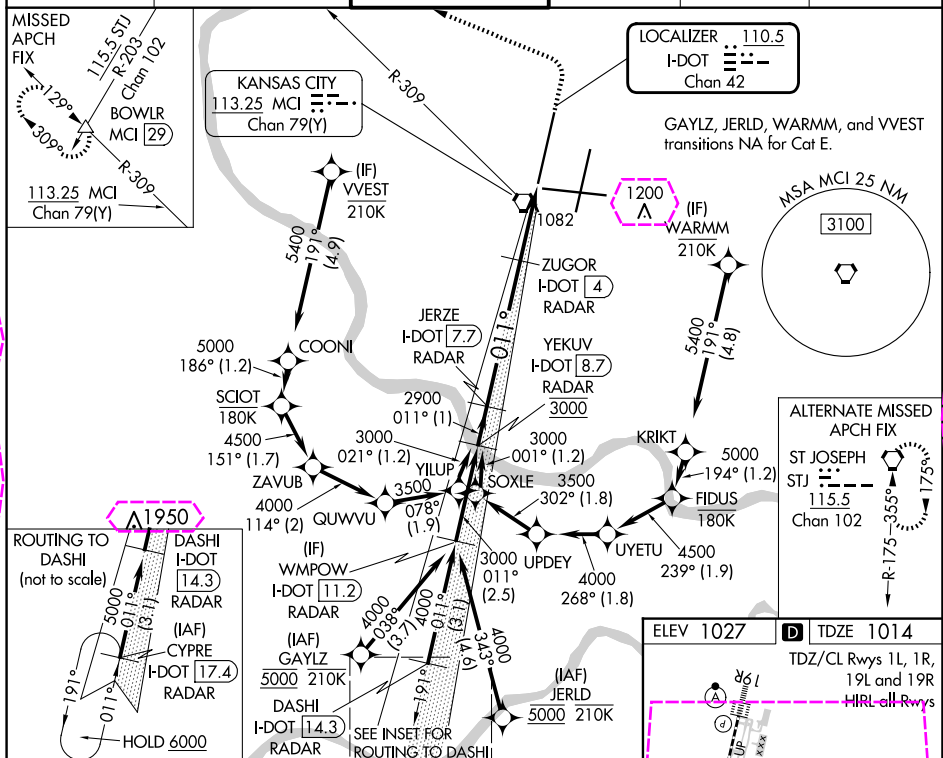 MISSED
APCH
FIX
115.5 STJ
R-203
Chan 102
129°
309°
BOWLR
MCI 29
R-309
113.25 MCI
Chan 79(Y)
R-309
KANSAS CITY
113.25 MCI
Chan 79(Y)
LOCALIZER 110.5
I-DOT
Chan 42
GAYLZ, JERLD, WARMM, and VVEST
transitions NA for Cat E.
(IF)
VVEST
210K
5400
191°
(4.9)
1082
1200
(IF)
WARMM
210K
MSA MCI 25 NM
3100
ZUGOR
I-DOT 4
RADAR
011°
JERZE
I-DOT 7.7
RADAR
YEKUV
I-DOT 8.7
RADAR
3000
5400
191°
(4.8)
COONI
5000
186° (1.2)
SCIOT
180K
2900
011° (1)
4500
151° (1.7)
3000
021° (1.2)
3000
001° (1.2)
KRIKT
5000
194° (1.2)
ALTERNATE MISSED
APCH FIX
ST JOSEPH
STJ
115.5
Chan 102
175°
R-175
355°
ZAVUB
YILUP
SOXLE
3500
302° (1.8)
FIDUS
180K
4000
114° (2)
QUWVU
3500
078°
(1.9)
UPDEY
UYETU
4500
239° (1.9)
4000
268° (1.8)
3000
011°
(2.5)
1950
ROUTING TO
DASHI
(not to scale)
DASHI
I-DOT
14.3
RADAR
5000
011°
(3.1)
(IAF)
CYPRE
I-DOT 17.4
RADAR
191°
011°
HOLD 6000
(IF)
WMPOW
I-DOT 11.2
RADAR
4000
038°
(3.7)
4000
011°
(3.1)
191°
4000
343°
(4.6)
(IAF)
GAYLZ
5000 210K
DASHI
I-DOT 14.3
RADAR
(IAF)
JERLD
5000 210K
SEE INSET FOR
ROUTING TO DASHI
ELEV 1027
D
TDZE 1014
TDZ/CL Rwys 1L, 1R,
19L and 19R
HIRL all Rwys
19R
A
P
UP
XXX